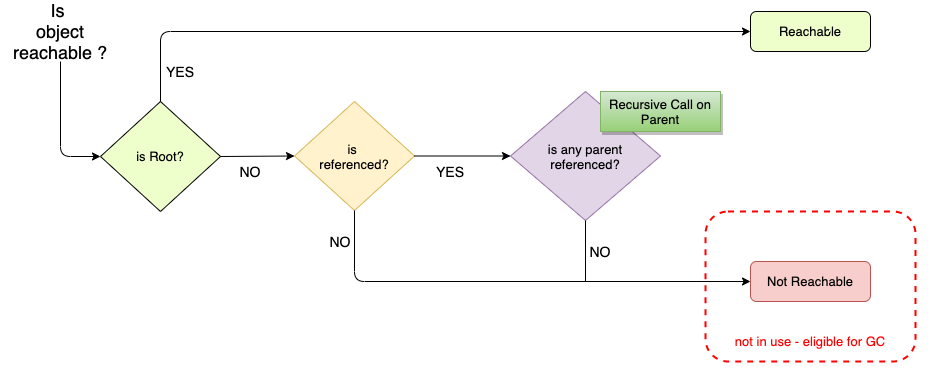 Is
object
reachable ?
Reachable
YES
Recursive Call on
Parent
is Root?
NO
is
referenced?
YES
is any parent
referenced?
NO
NO
Not Reachable
not in use - eligible for GC